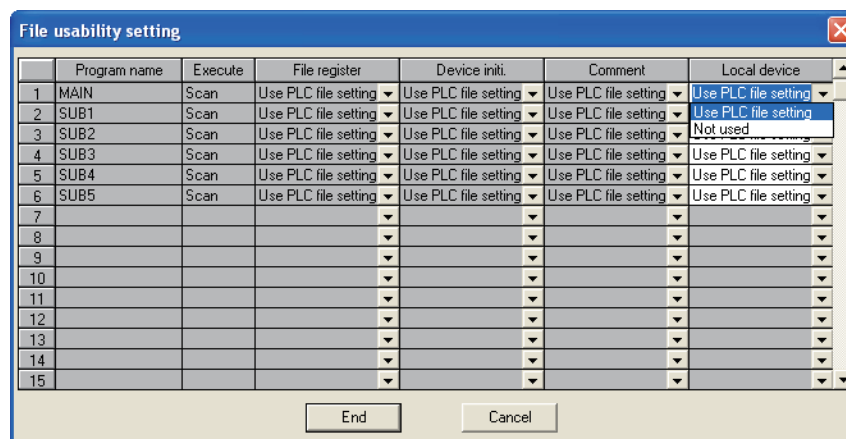 File usability setting
Program name Execute File register Device initi. Comment Local device
1 MAIN Scan Use PLC file setting Use PLC file setting Use PLC file setting Use PLC file setting
2 SUB1 Scan Use PLC file setting Use PLC file setting Use PLC file setting Use PLC file setting
3 SUB2 Scan Use PLC file setting Use PLC file setting Use PLC file setting Not used
4 SUB3 Scan Use PLC file setting Use PLC file setting Use PLC file setting Use PLC file setting
5 SUB4 Scan Use PLC file setting Use PLC file setting Use PLC file setting Use PLC file setting
6 SUB5 Scan Use PLC file setting Use PLC file setting Use PLC file setting Use PLC file setting
7
8
9
10
11
12
13
14
15
End Cancel